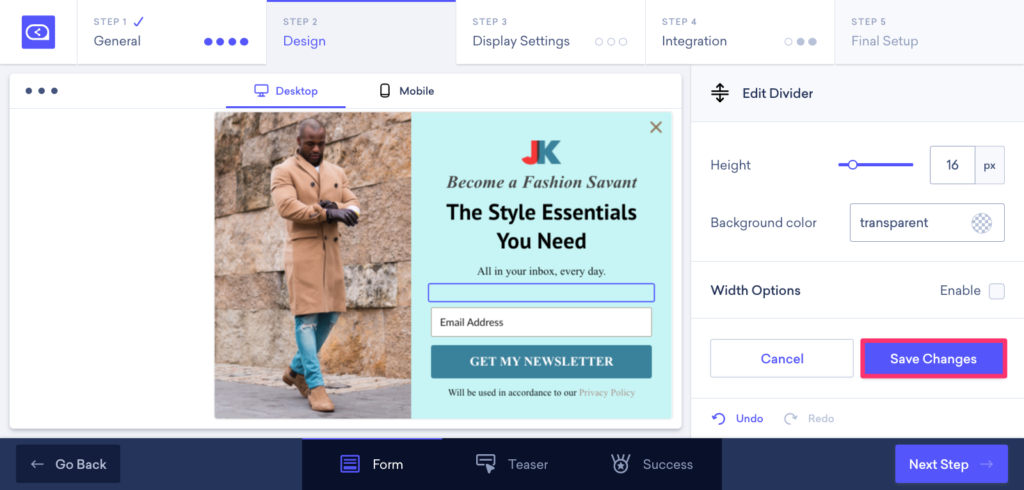 STEP 1
General
STEP 2
Design
STEP 3
Display Settings
STEP 4
Integration
STEP 5
Final Setup
Desktop
Mobile
JK
Become a Fashion Savant
The Style Essentials
You Need
All in your inbox, every day.
Email Address
GET MY NEWSLETTER
Will be used in accordance to our Privacy Policy
Edit Divider
Height
16
px
Background color
transparent
Width Options
Enable
Cancel
Save Changes
Undo
Redo
Go Back
Form
Teaser
Success
Next Step